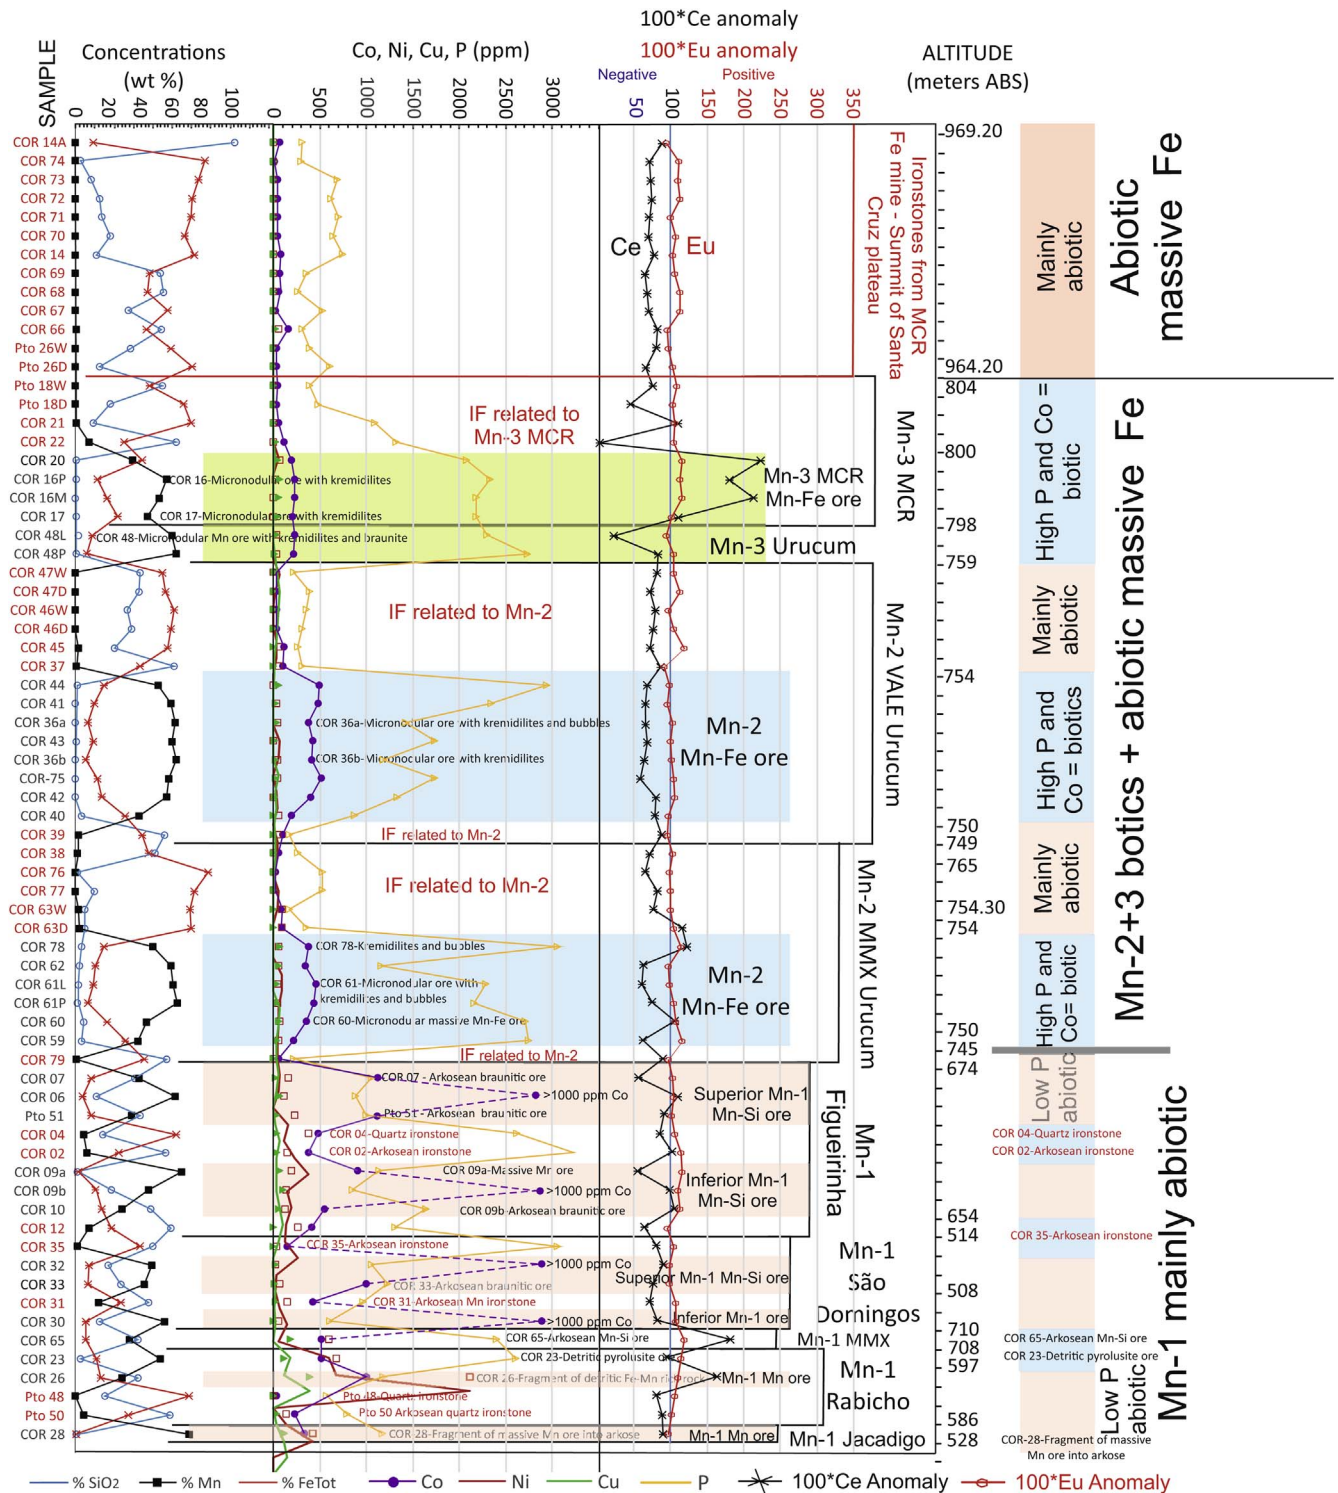 100*Ce anomaly
100*Eu anomaly
SAMPLE
Concentrations
(wt %)
Co, Ni, Cu, P (ppm)
Negative
Positive
ALTITUDE
(meters ABS)
0 20 40 60 80 100
0 500 1000 1500 2000 2500 3000
50 100 150 200 250 300 350
COR 14A
COR 74
COR 73
COR 72
COR 71
COR 70
COR 14
COR 69
COR 68
COR 67
COR 66
Pto 26W
Pto 26D
Pto 18W
Pto 18D
COR 21
COR 22
COR 20
COR 16P
COR 16M
COR 17
COR 48L
COR 48P
COR 47W
COR 47D
COR 46W
COR 46D
COR 45
COR 37
COR 44
COR 41
COR 36a
COR 43
COR 36b
COR-75
COR 42
COR 40
COR 39
COR 38
COR 76
COR 77
COR 63W
COR 63D
COR 78
COR 62
COR 61L
COR 61P
COR 60
COR 59
COR 79
COR 07
COR 06
Pto 51
COR 04
COR 02
COR 09a
COR 09b
COR 10
COR 12
COR 35
COR 32
COR 33
COR 31
COR 30
COR 65
COR 23
COR 26
Pto 48
Pto 50
COR 28
Ce
Eu
Ironstones from MCR
Fe mine - Summit of Santa
Cruz plateau
IF related to
Mn-3 MCR
COR 16-Micronodular ore with kremidilites
COR 17-Micronodular ore with kremidilites
COR 48-Micronodular Mn ore with kremidilites and braunite
Mn-3 MCR
Mn-Fe ore
Mn-3 Urucum
Mn-3 MCR
IF related to Mn-2
COR 36a-Micronodular ore with kremidilites and bubbles
COR 36b-Micronocular ore with kremidilites
Mn-2
Mn-Fe ore
IF related to Mn-2
Mn-2 VALE Urucum
IF related to Mn-2
COR 78-Kremidilites and bubbles
COR 61-Micronodular ore with
kremidilites and bubbles
COR 60-Micronodular massive Mn-Fe ore
Mn-2
Mn-Fe ore
IF related to Mn-2
Mn-2 MMX Urucum
COR 07 - Arkosean braunitic ore
>1000 ppm Co
Pto 51 - Arkosean braunitic ore
Superior Mn-1
Mn-Si ore
COR 04-Quartz ironstone
COR 02-Arkosean ironstone
COR 09a-Massive Mn ore
>1000 ppm Co
COR 09b-Arkosean braunitic ore
Inferior Mn-1
Mn-Si ore
Mn-1
Figueirinha
COR 35-Arkosean ironstone
>1000 ppm Co
Superior Mn-1 Mn-Si ore
COR 33-Arkosean braunitic ore
COR 31-Arkosean Mn ironstone
>1000 ppm Co
Inferior Mn-1 ore
Mn-1
São
Domingos
COR 65-Arkosean Mn-Si ore
Mn-1 MMX
COR 23-Detritic pyrolusite ore
COR 26-Fragment of detritic Fe-Mn rich rock
Mn-1 Mn ore
Mn-1
Rabicho
Pto 48-Quartz ironstone
Pto 50 Arkosean quartz ironstone
COR-28-Fragment of massive Mn ore into arkose
Mn-1 Mn ore
Mn-1 Jacadigo
969.20
964.20
804
800
798
759
754
750
749
765
754.30
754
750
745
674
654
514
508
710
708
597
586
528
Mainly
abiotic
High P and Co =
biotic
Mainly
abiotic
High P and
Co = biotics
Mainly
abiotic
High P and
Co= biotic
Low P
abiotic
COR 04-Quartz ironstone
COR 02-Arkosean ironstone
COR 35-Arkosean ironstone
COR 65-Arkosean Mn-Si ore
COR 23-Detritic pyrolusite ore
Low P
abiotic
COR-28-Fragment of massive
Mn ore into arkose
Abiotic
massive Fe
Mn-2+3 botics + abiotic massive Fe
Mn-1 mainly abiotic
% SiO2
% Mn
% FeTot
Co
Ni
Cu
P
100*Ce Anomaly
100*Eu Anomaly